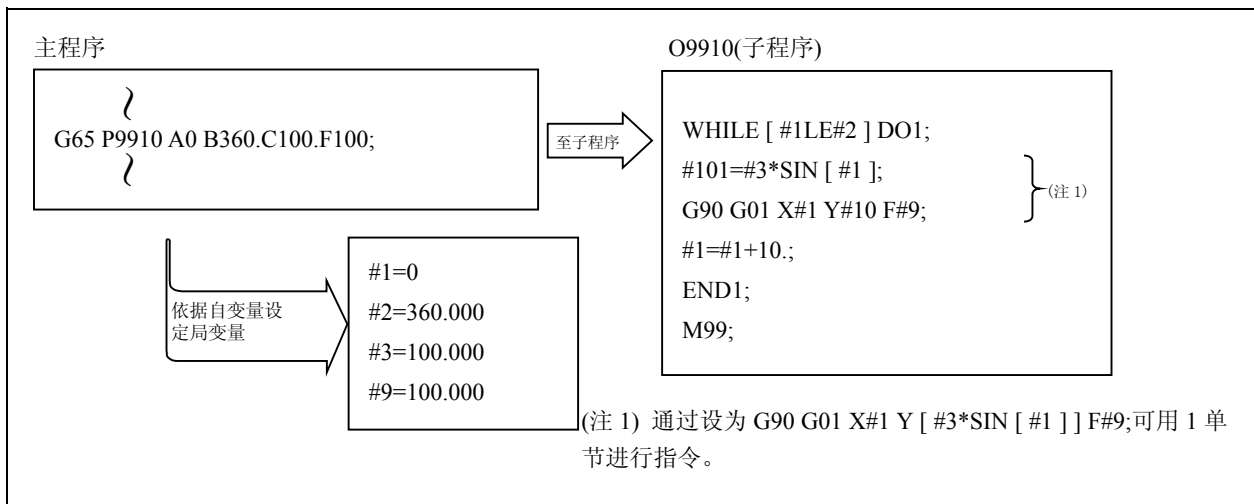 主程序
G65 P9910 A0 B360.C100.F100;
至子程序
O9910(子程序)
WHILE [ #1LE#2 ] DO1;
#101=#3*SIN [ #1 ];
G90 G01 X#1 Y#10 F#9;
(注 1)
#1=#1+10.;
END1;
M99;
依据自变量设
定局变量
#1=0
#2=360.000
#3=100.000
#9=100.000
(注 1) 通过设为 G90 G01 X#1 Y [ #3*SIN [ #1 ] ] F#9;可用 1 单
节进行指令。